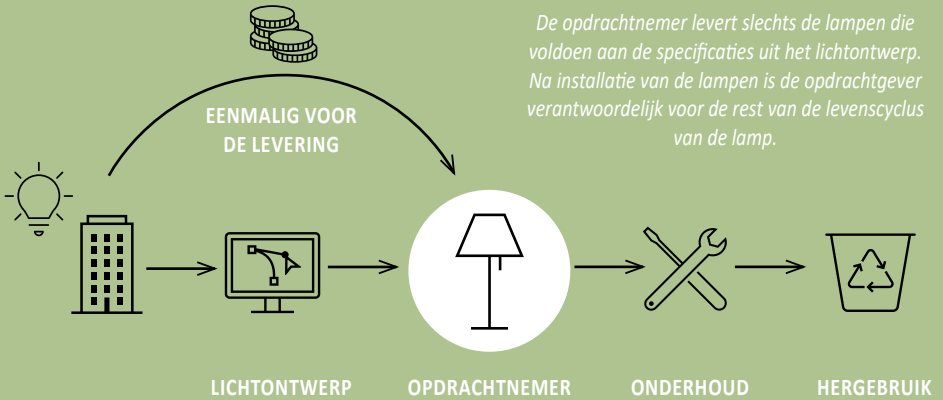 De opdrachtnemer levert slechts de lampen die
voldoen aan de specificaties uit het lichtontwerp.
Na installatie van de lampen is de opdrachtgever
verantwoordelijk voor de rest van de levenscyclus
van de lamp.
EENMALIG VOOR
DE LEVERING
LICHTONTWERP OPDRACHTNEMER ONDERHOUD HERGEBRUIK